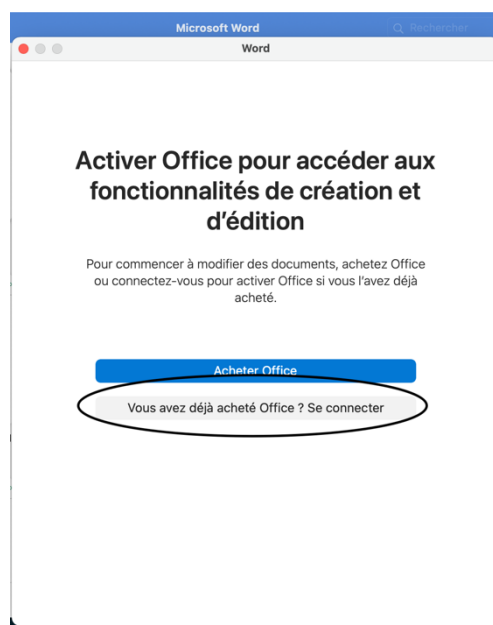 Microsoft Word
Rechercher
Word
Activer Office pour accéder aux
fonctionnalités de création et
d'édition
Pour commencer à modifier des documents, achetez Office
ou connectez-vous pour activer Office si vous l'avez déjà
acheté.
Acheter Office
Vous avez déjà acheté Office ? Se connecter